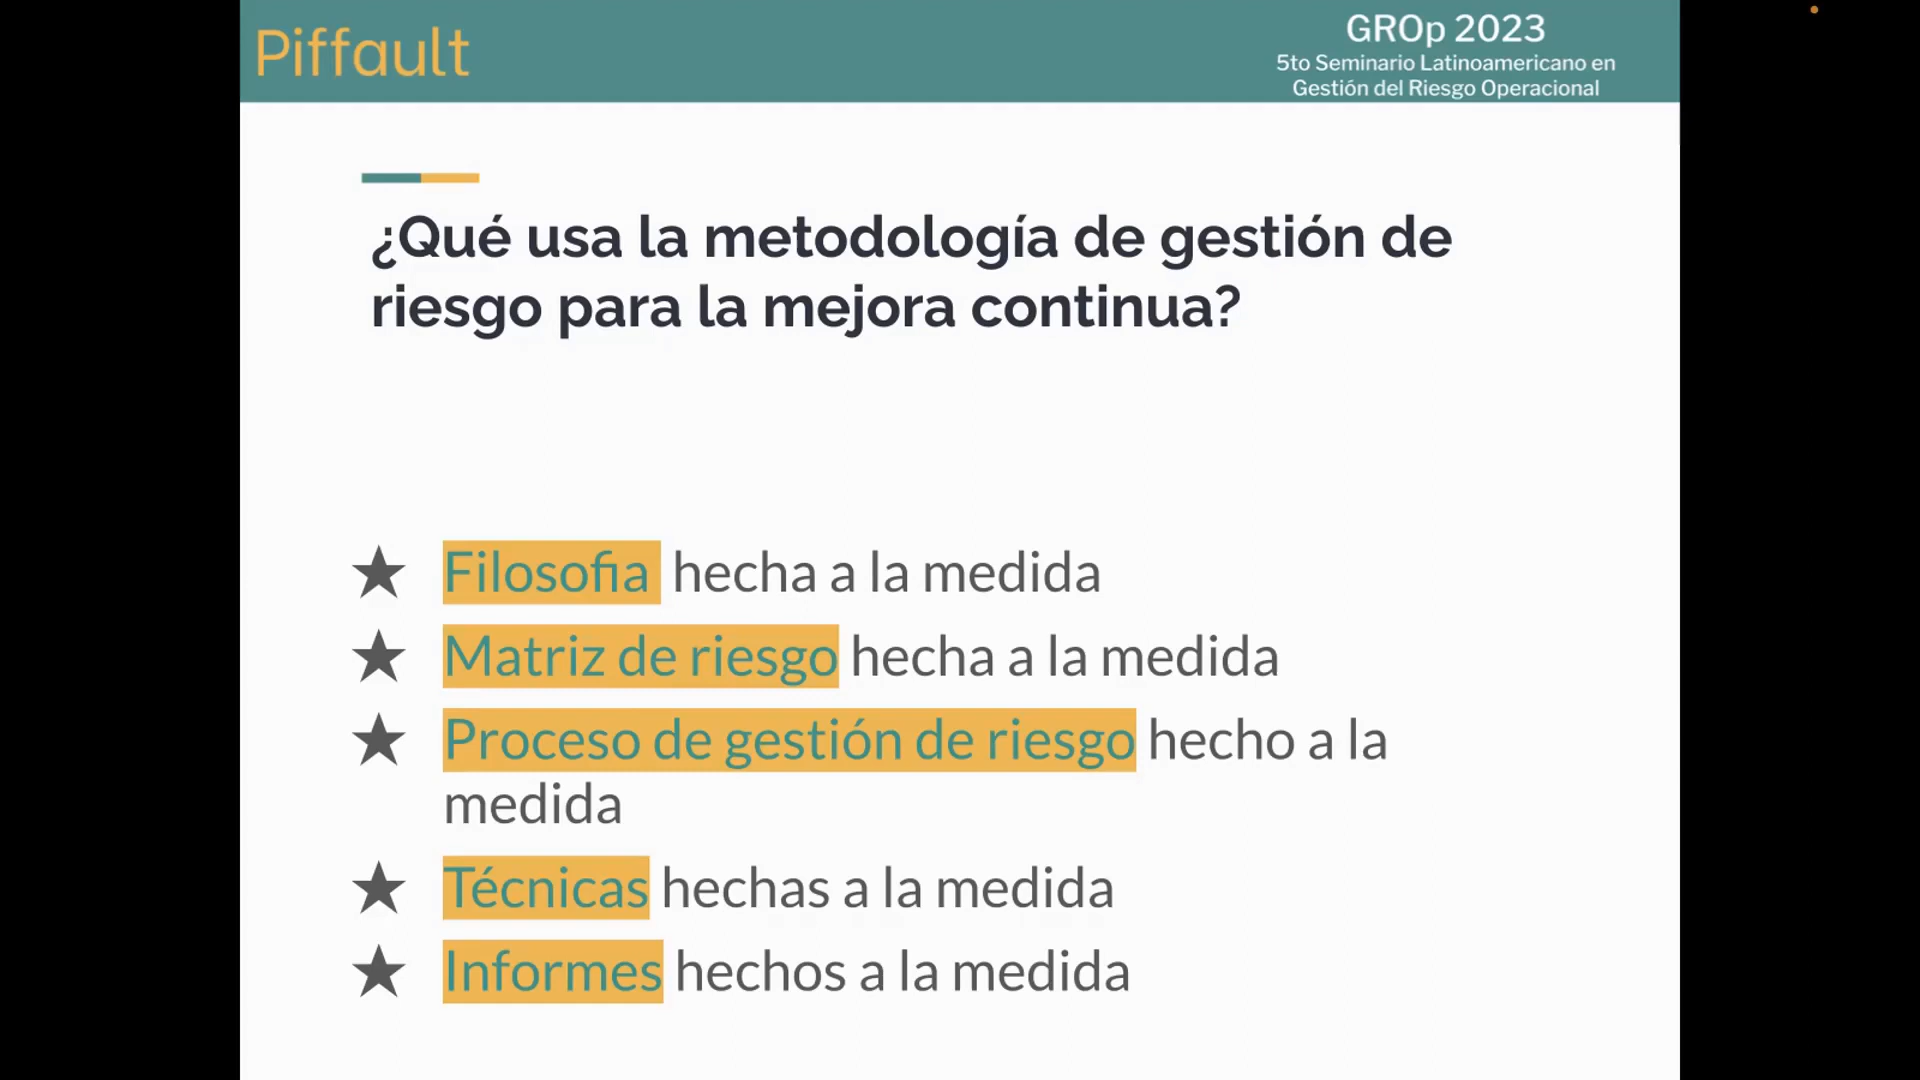 Piffault
GROp 2023
5to Seminario Latinoamericano en
Gestión del Riesgo Operacional
¿Qué usa la metodología de gestión de
riesgo para la mejora continua?
★ Filosofia hecha a la medida
★ Matriz de riesgo hecha a la medida
★ Proceso de gestión de riesgo hecho a la
medida
★ Técnicas hechas a la medida
★ Informes hechos a la medida